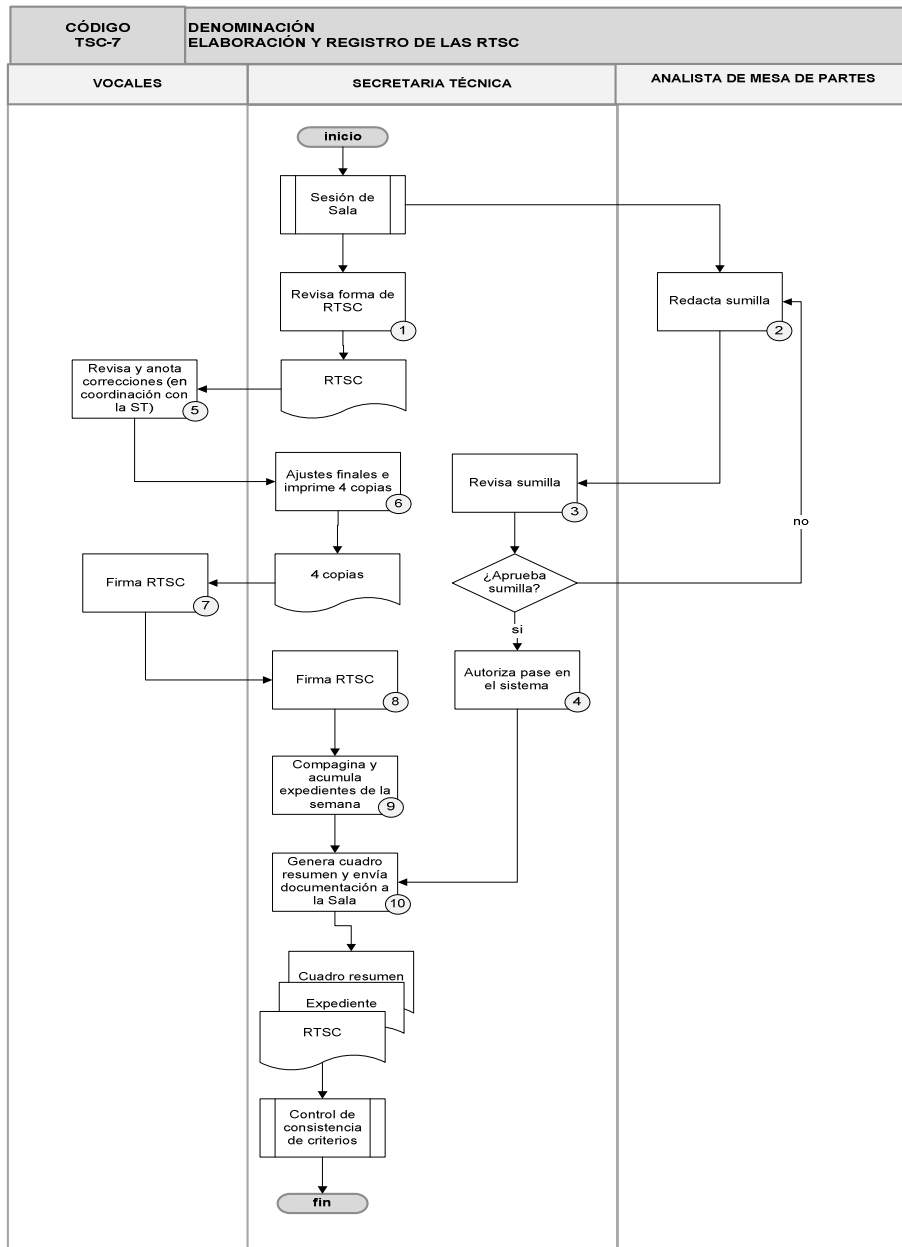 CÓDIGO
TSC-7
DENOMINACIÓN
ELABORACIÓN Y REGISTRO DE LAS RTSC
VOCALES
SECRETARIA TÉCNICA
ANALISTA DE MESA DE PARTES
inicio
Sesión de
Sala
Revisa forma de
RTSC
1
Redacta sumilla
2
RTSC
Revisa y anota
correcciones (en
coordinación con
la ST)
5
Ajustes finales e
imprime 4 copias
6
Revisa sumilla
3
no
4 copias
¿Aprueba
sumilla?
Firma RTSC
7
si
Firma RTSC
8
Autoriza pase en
el sistema
4
Compagina y
acumula
expedientes de la
semana
9
Genera cuadro
resumen y envía
documentación a
la Sala
10
Cuadro resumen
Expediente
RTSC
Control de
consistencia
de criterios
fin